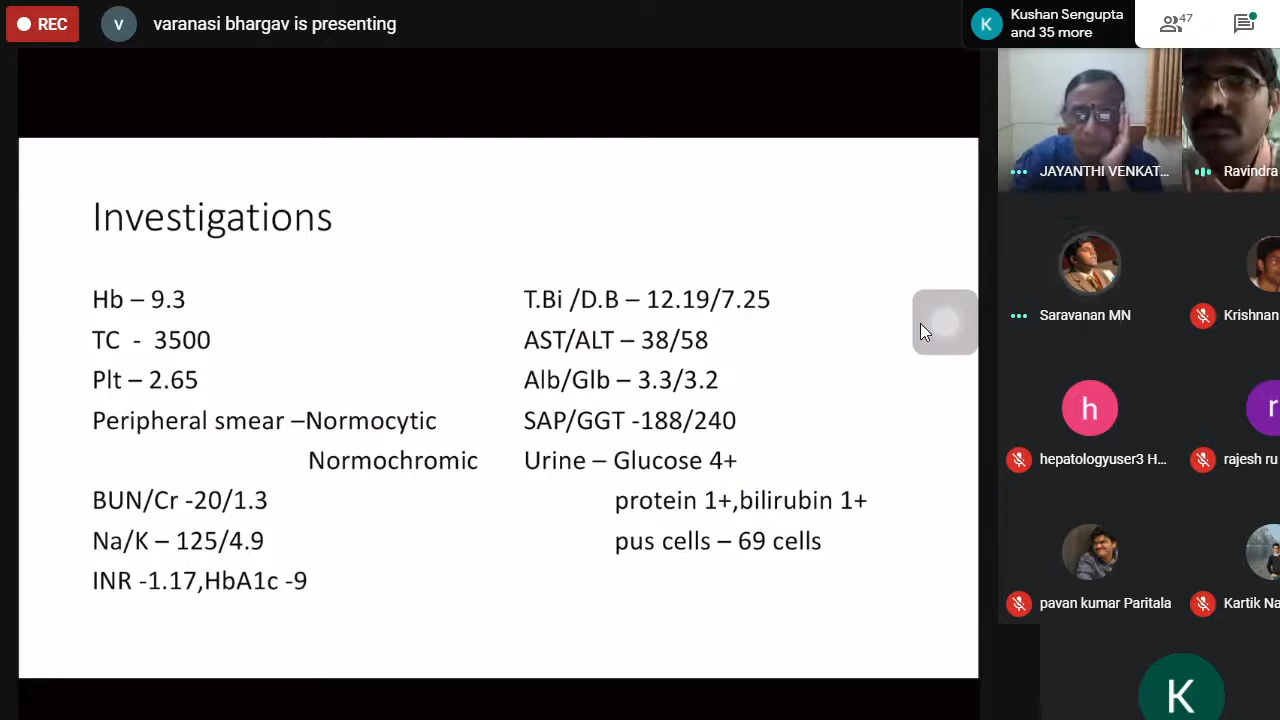 REC
v
varanasi bhargav is presenting
K
Kushan Sengupta
and 35 more
47
Investigations
Hb – 9.3
TC - 3500
Plt – 2.65
Peripheral smear –Normocytic
Normochromic
BUN/Cr -20/1.3
Na/K – 125/4.9
INR -1.17,HbA1c -9
T.Bi /D.B – 12.19/7.25
AST/ALT – 38/58
Alb/Glb – 3.3/3.2
SAP/GGT -188/240
Urine – Glucose 4+
protein 1+,bilirubin 1+
pus cells – 69 cells
JAYANTHI VENKAT...
Ravindra
Saravanan MN
Krishnan
h
r
hepatologyuser3 H...
rajesh ru
pavan kumar Paritala
Kartik Na
K